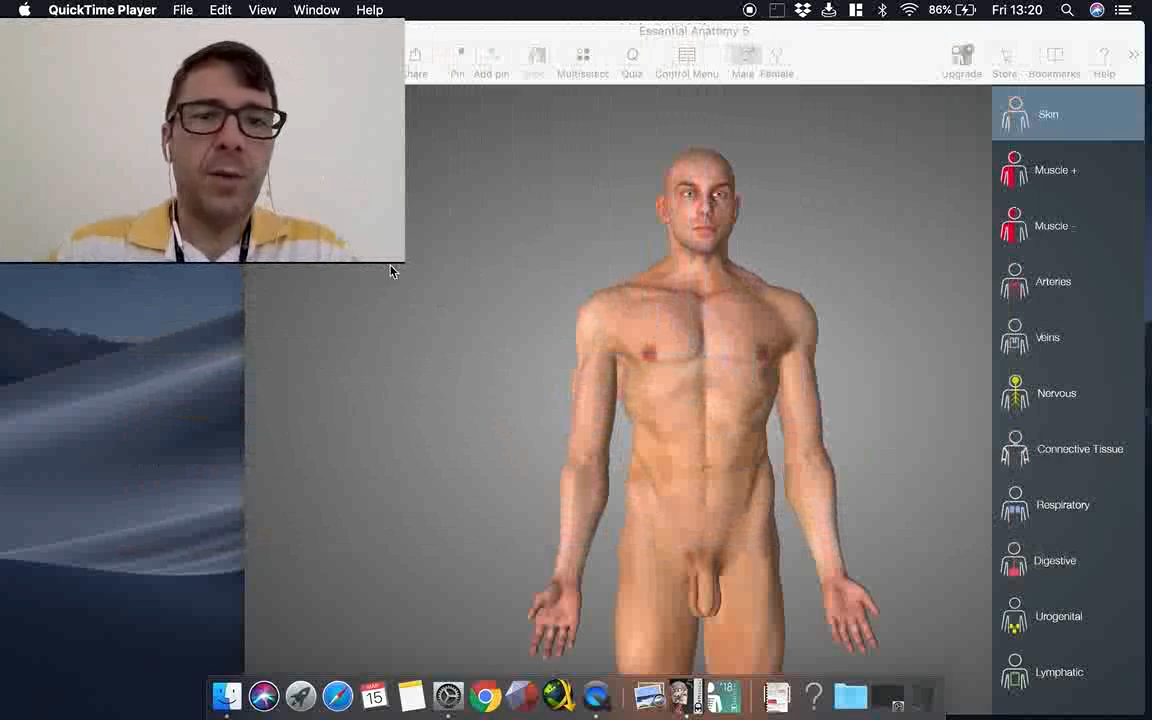 QuickTime Player File Edit View Window Help 86% Fri 13:20
Essential Anatomy 5
Pin Add pin Multiselect Quiz Control Menu Male Female Upgrade Store Bookmarks Help
Skin
Muscle +
Muscle -
Arteries
Veins
Nervous
Connective Tissue
Respiratory
Digestive
Urogenital
Lymphatic
MAR
15
'18